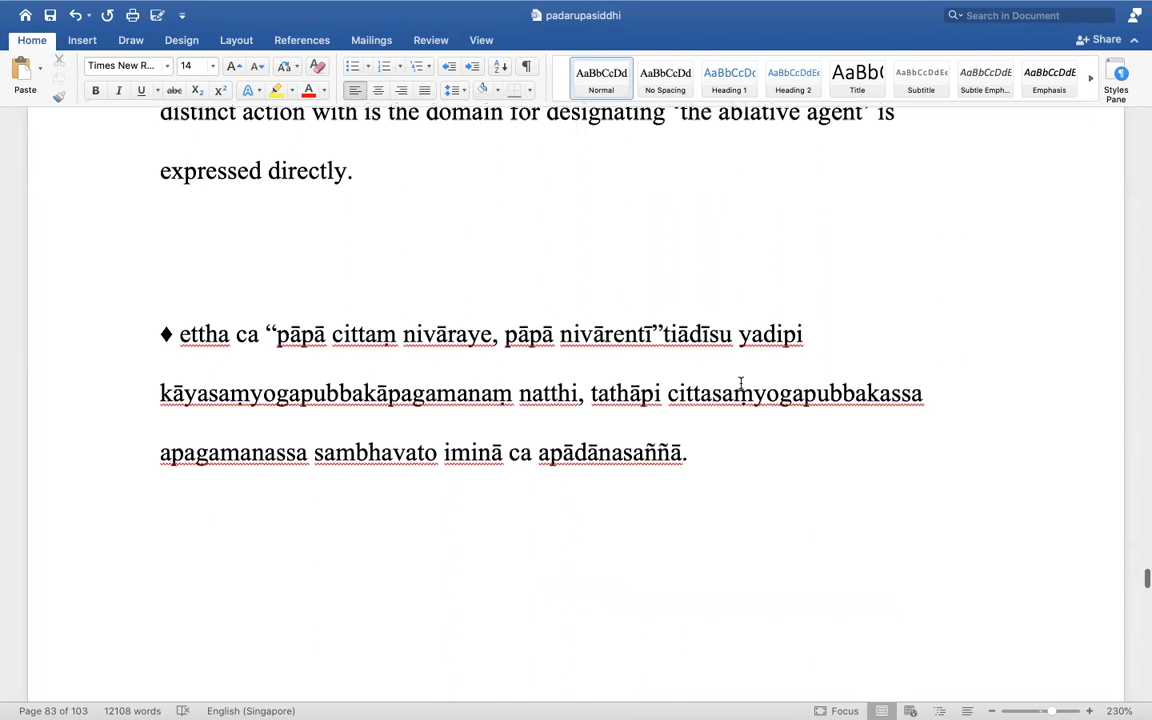 padarupasiddhi
Search in Document
Home Insert Draw Design Layout References Mailings Review View
Share
Paste
Times New R... 14
AaBbCcDd AaBbCcDd AaBbCcDc AaBbCcDdEe AaBb( AaBbCcDdEe AaBbCcDdEe AaBbCcDdEe
Normal No Spacing Heading 1 Heading 2 Title Subtitle Subtle Emph... Emphasis
Styles
Pane
distinct action with is the domain for designating ‘the ablative agent’ is
expressed directly.
♦ ettha ca “pāpā cittaṃ nivāraye, pāpā nivārentī”tiādīsu yadipi
kāyasaṃyogapubbakāpagamanaṃ natthi, tathāpi cittasaṃyogapubbakassa
apagamanassa sambhavato iminā ca apādānasaññā.
Page 83 of 103 12108 words English (Singapore) Focus 230%